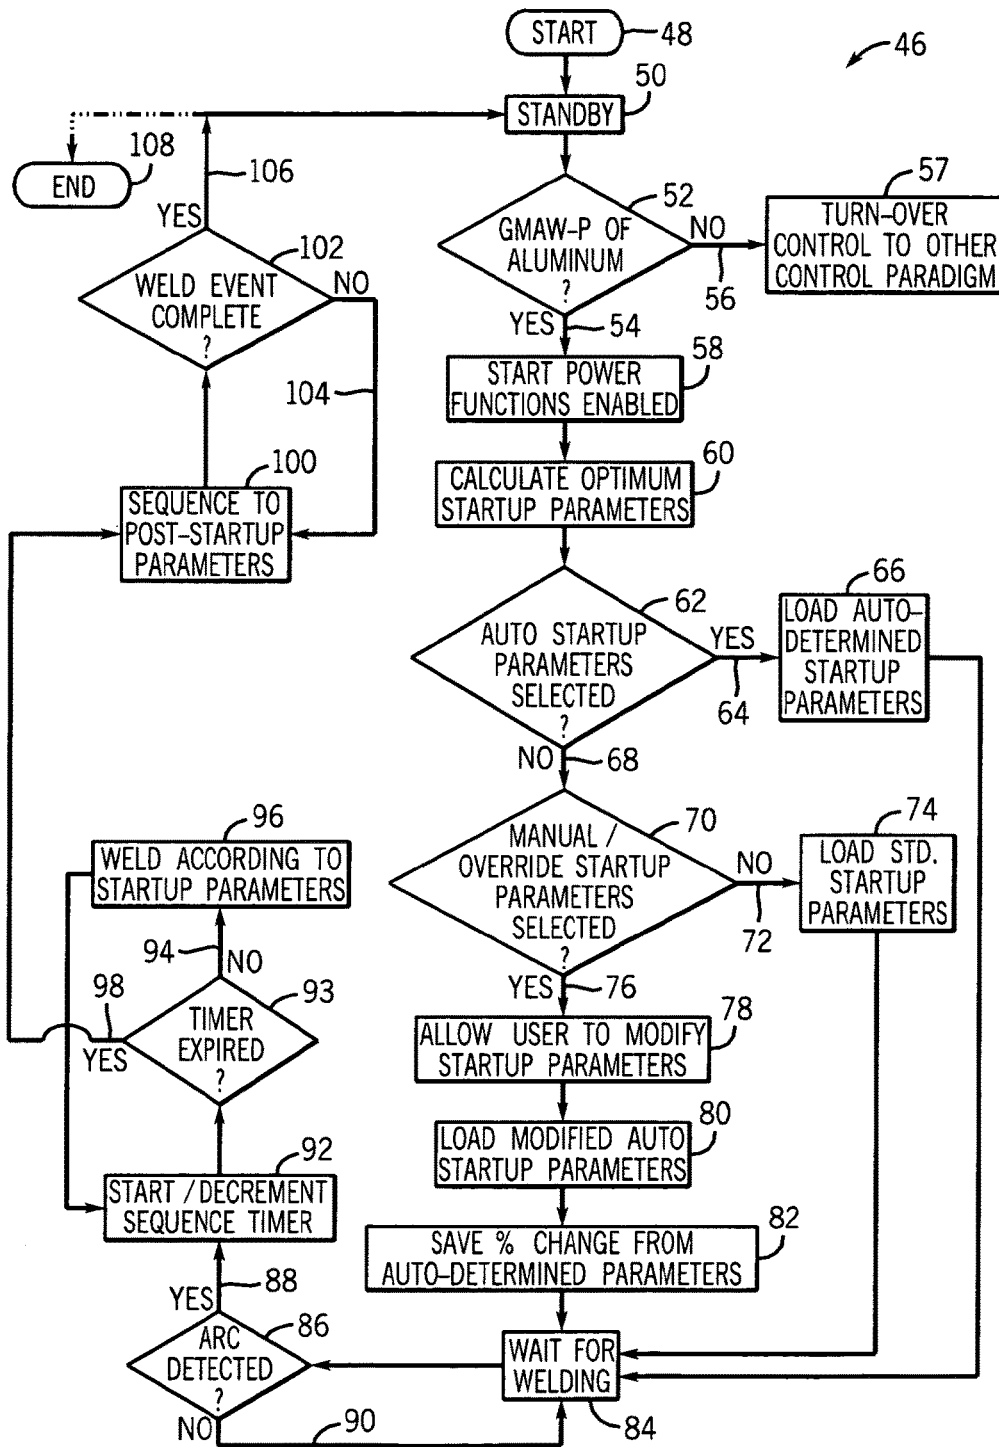 START
48
46
50
STANDBY
108
END
106
YES
102
WELD EVENT
COMPLETE
?
NO
104
52
GMAW-P OF
ALUMINUM
?
NO
56
57
TURN-OVER
CONTROL TO OTHER
CONTROL PARADIGM
YES
54
58
START POWER
FUNCTIONS ENABLED
60
CALCULATE OPTIMUM
STARTUP PARAMETERS
100
SEQUENCE TO
POST-STARTUP
PARAMETERS
62
AUTO STARTUP
PARAMETERS
SELECTED
?
YES
64
66
LOAD AUTO-
DETERMINED
STARTUP
PARAMETERS
NO
68
70
MANUAL /
OVERRIDE STARTUP
PARAMETERS
SELECTED
?
NO
72
74
LOAD STD.
STARTUP
PARAMETERS
YES
76
78
ALLOW USER TO MODIFY
STARTUP PARAMETERS
80
LOAD MODIFIED AUTO
STARTUP PARAMETERS
82
SAVE % CHANGE FROM
AUTO-DETERMINED PARAMETERS
96
WELD ACCORDING TO
STARTUP PARAMETERS
94
NO
98
YES
93
TIMER
EXPIRED
?
92
START / DECREMENT
SEQUENCE TIMER
88
YES
86
ARC
DETECTED
?
NO
90
WAIT FOR
WELDING
84